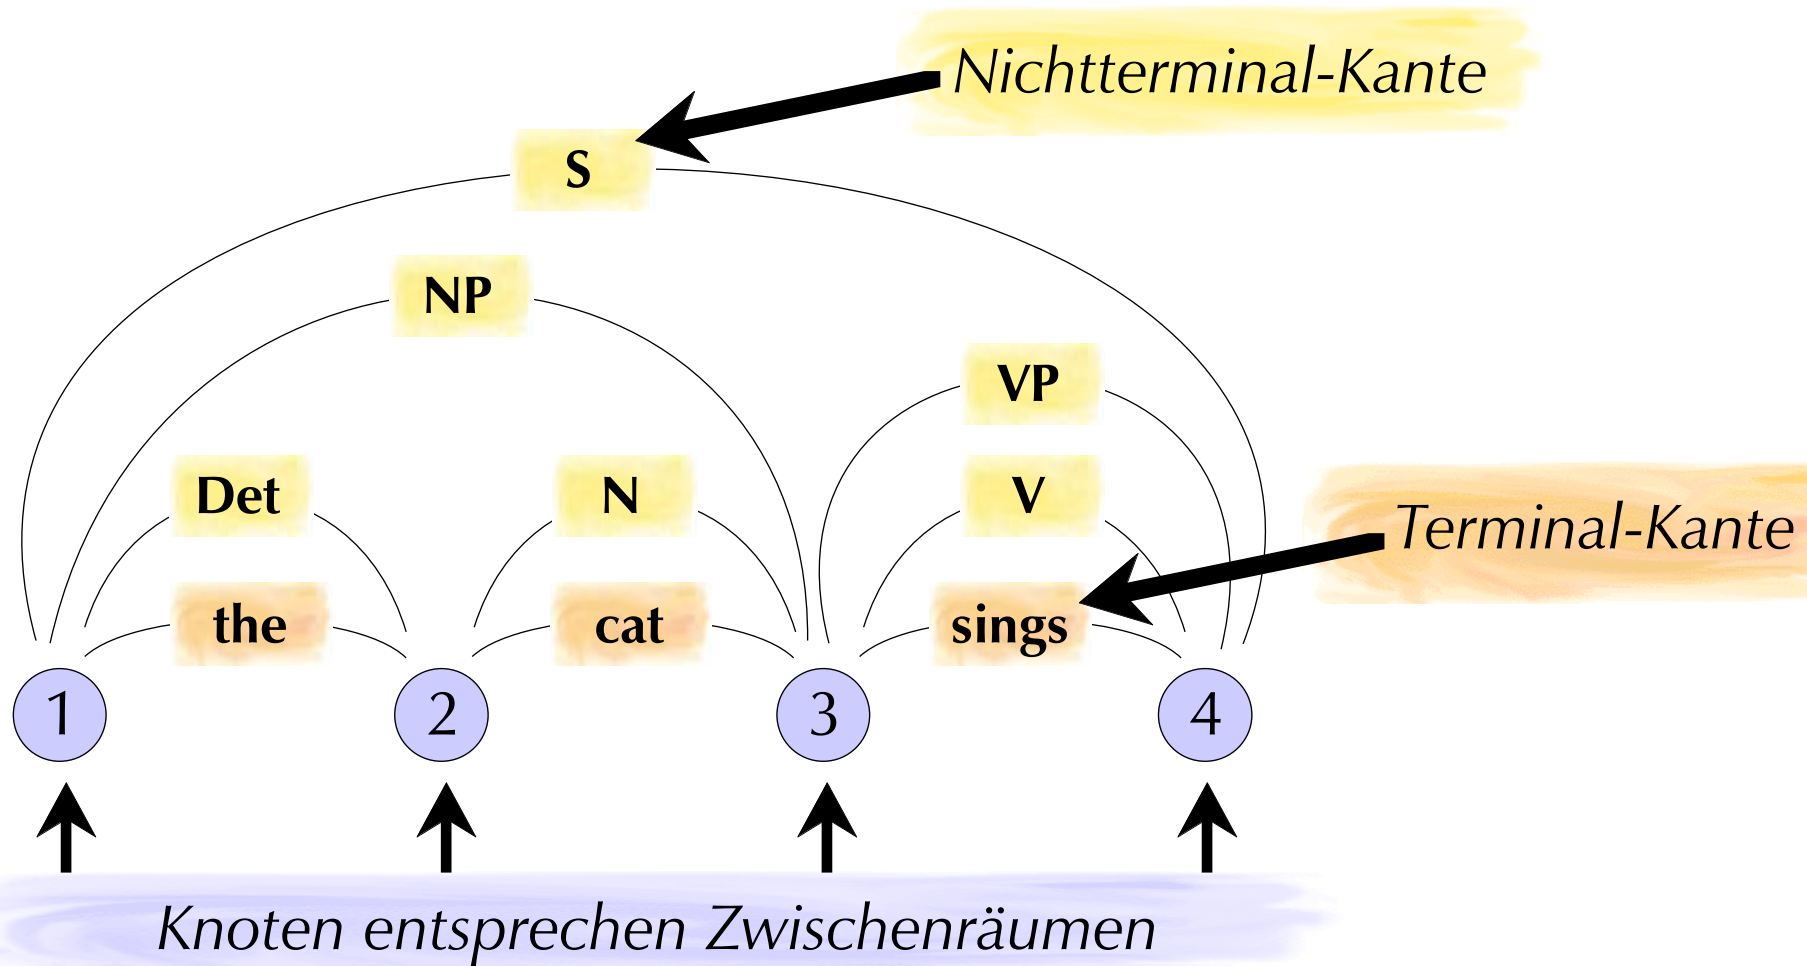 Nichtterminal-Kante
S
NP
VP
Det
N
V
Terminal-Kante
the
cat
sings
1
2
3
4
Knoten entsprechen Zwischenräumen